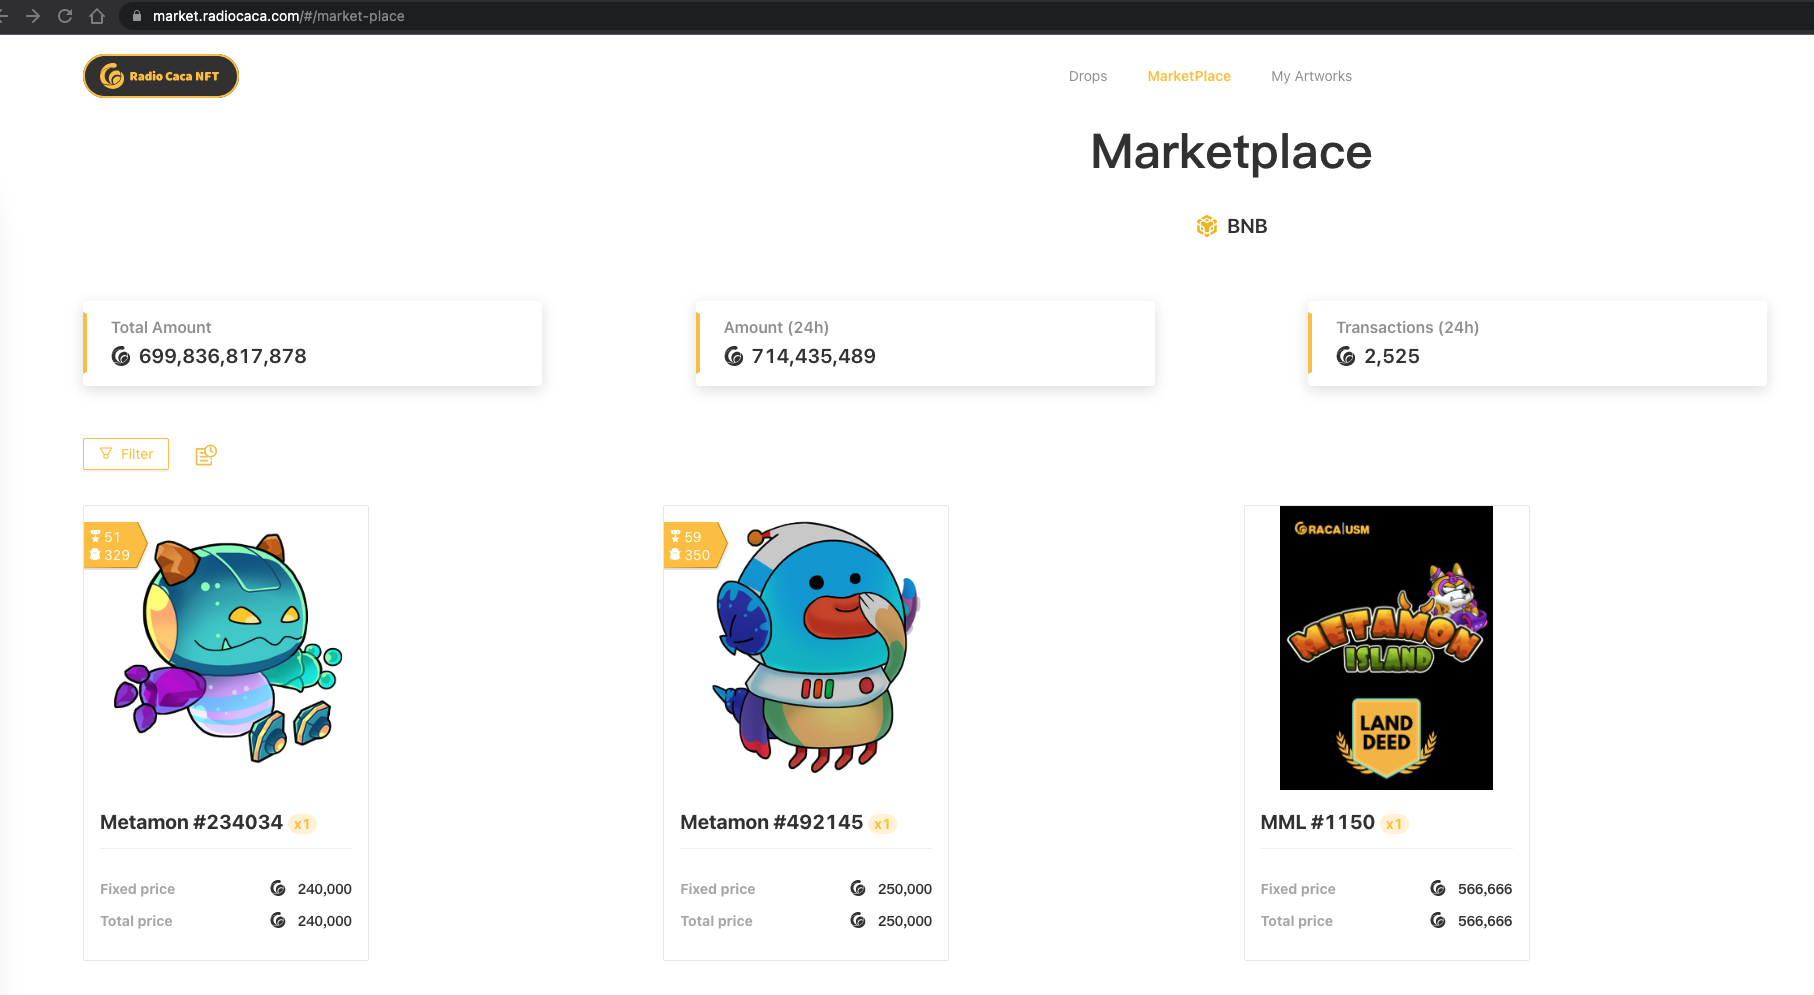 market.radiocaca.com/#/market-place
Radio Caca NFT
Drops
MarketPlace
My Artworks
Marketplace
BNB
Total Amount
699,836,817,878
Amount (24h)
714,435,489
Transactions (24h)
2,525
Filter
51
329
59
350
RACA|USM
METAMON
ISLAND
LAND
DEED
Metamon #234034 x1
Fixed price 240,000
Total price 240,000
Metamon #492145 x1
Fixed price 250,000
Total price 250,000
MML #1150 x1
Fixed price 566,666
Total price 566,666